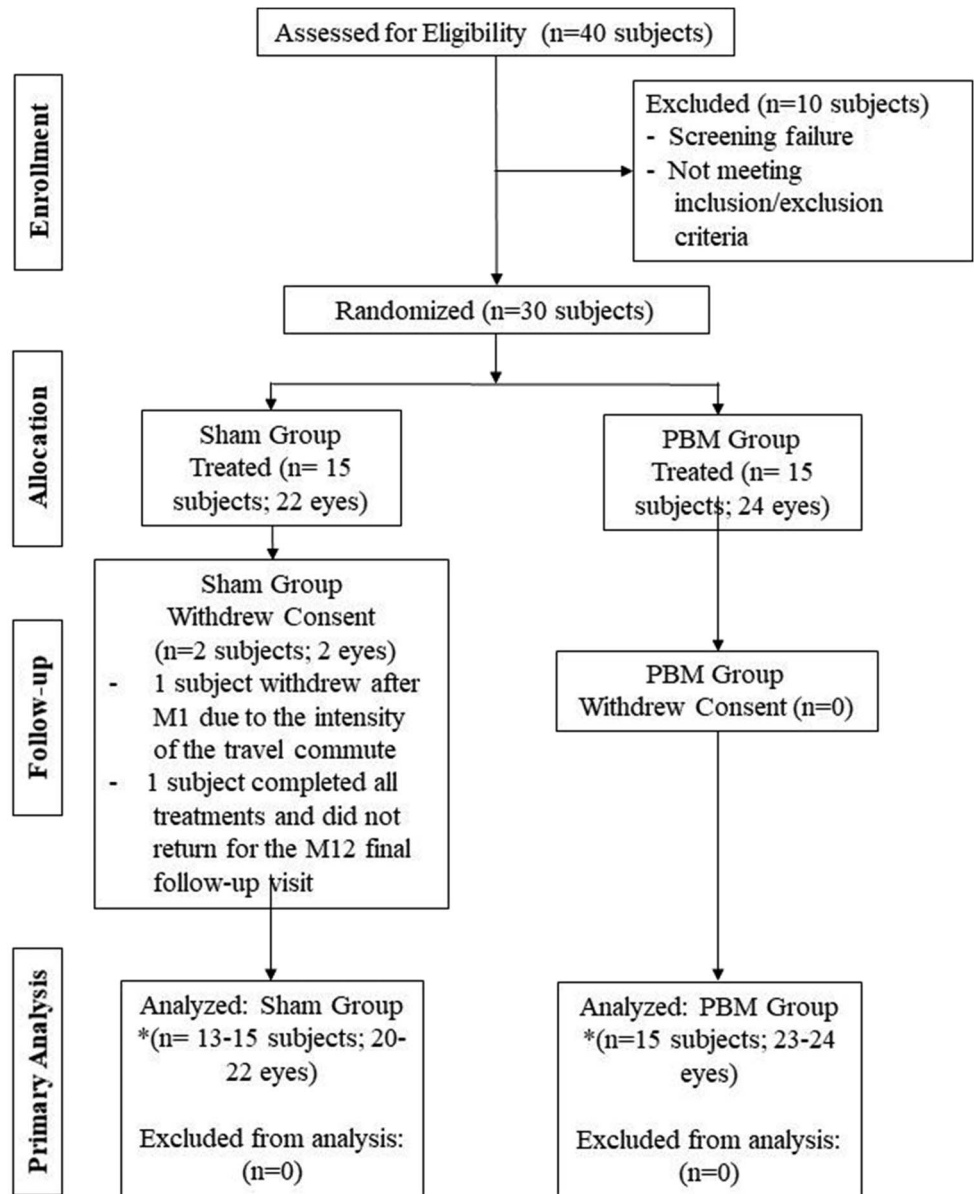 Assessed for Eligibility (n=40 subjects)
Enrollment
Excluded (n=10 subjects)
- Screening failure
- Not meeting
inclusion/exclusion
criteria
Randomized (n=30 subjects)
Allocation
Sham Group
Treated (n= 15
subjects; 22 eyes)
PBM Group
Treated (n= 15
subjects; 24 eyes)
Follow-up
Sham Group
Withdrew Consent
(n=2 subjects; 2 eyes)
- 1 subject withdrew after
M1 due to the intensity
of the travel commute
- 1 subject completed all
treatments and did not
return for the M12 final
follow-up visit
PBM Group
Withdrew Consent (n=0)
Primary Analysis
Analyzed: Sham Group
*(n= 13-15 subjects; 20-
22 eyes)
Excluded from analysis:
(n=0)
Analyzed: PBM Group
*(n=15 subjects; 23-24
eyes)
Excluded from analysis:
(n=0)